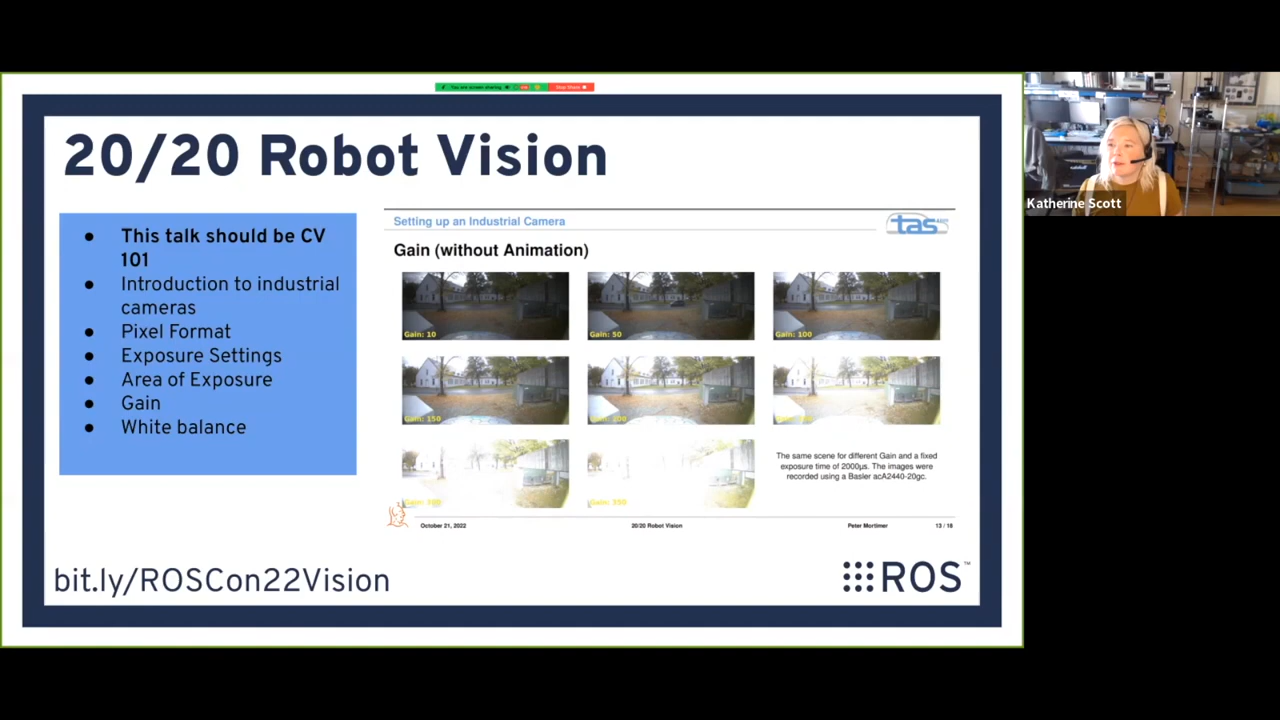 You are screen sharing
Stop Share
20/20 Robot Vision
● This talk should be CV
101
● Introduction to industrial
cameras
● Pixel Format
● Exposure Settings
● Area of Exposure
● Gain
● White balance
Setting up an Industrial Camera
tas
Gain (without Animation)
Gain: 10
Gain: 50
Gain: 100
Gain: 150
Gain: 200
Gain: 300
Gain: 350
The same scene for different Gain and a fixed
exposure time of 2000µs. The images were
recorded using a Basler acA2440-20gc.
October 21, 2022
20/20 Robot Vision
Peter Mortimer
13 / 18
bit.ly/ROSCon22Vision
ROS™
Katherine Scott